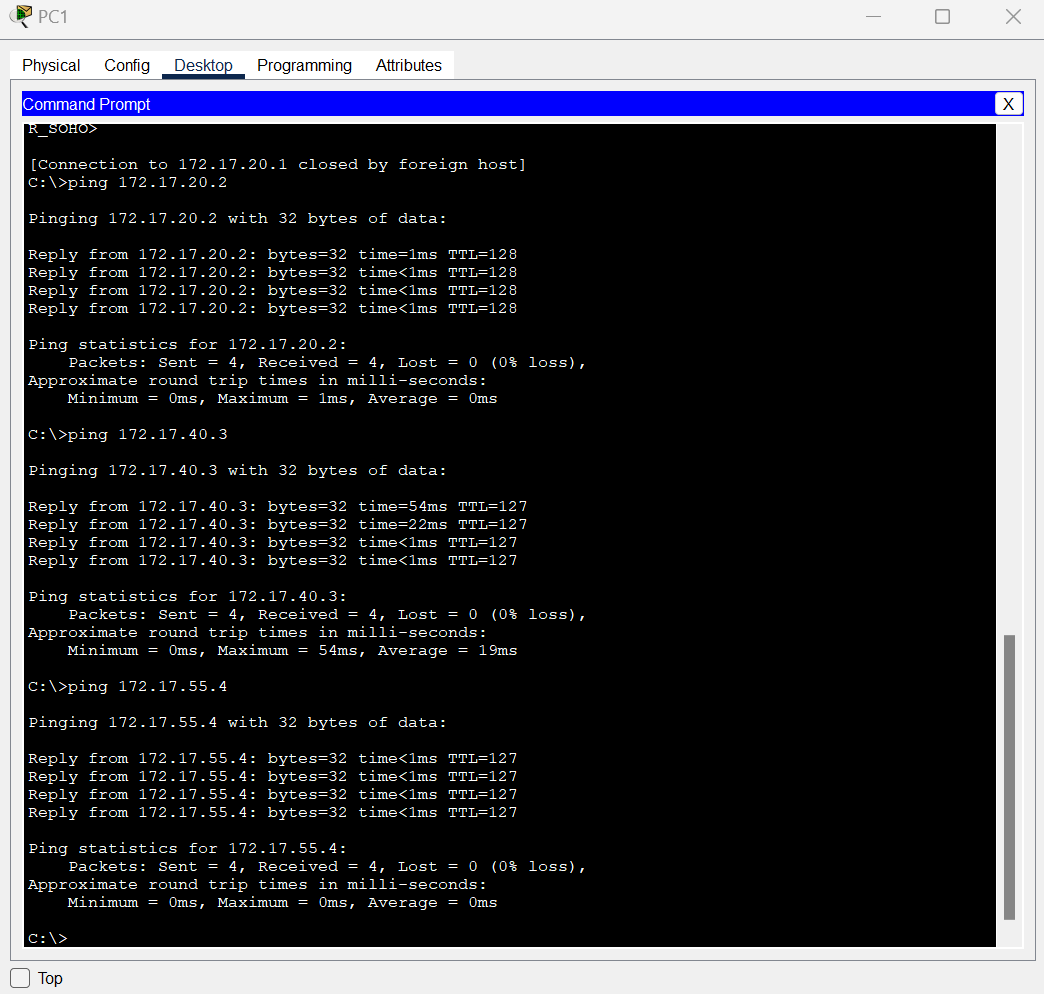 PC1
Physical Config Desktop Programming Attributes
Command Prompt X
R_SOHO>
[Connection to 172.17.20.1 closed by foreign host]
C:\>ping 172.17.20.2
Pinging 172.17.20.2 with 32 bytes of data:
Reply from 172.17.20.2: bytes=32 time=1ms TTL=128
Reply from 172.17.20.2: bytes=32 time<1ms TTL=128
Reply from 172.17.20.2: bytes=32 time<1ms TTL=128
Reply from 172.17.20.2: bytes=32 time<1ms TTL=128
Ping statistics for 172.17.20.2:
    Packets: Sent = 4, Received = 4, Lost = 0 (0% loss),
Approximate round trip times in milli-seconds:
    Minimum = 0ms, Maximum = 1ms, Average = 0ms
C:\>ping 172.17.40.3
Pinging 172.17.40.3 with 32 bytes of data:
Reply from 172.17.40.3: bytes=32 time=54ms TTL=127
Reply from 172.17.40.3: bytes=32 time=22ms TTL=127
Reply from 172.17.40.3: bytes=32 time<1ms TTL=127
Reply from 172.17.40.3: bytes=32 time<1ms TTL=127
Ping statistics for 172.17.40.3:
    Packets: Sent = 4, Received = 4, Lost = 0 (0% loss),
Approximate round trip times in milli-seconds:
    Minimum = 0ms, Maximum = 54ms, Average = 19ms
C:\>ping 172.17.55.4
Pinging 172.17.55.4 with 32 bytes of data:
Reply from 172.17.55.4: bytes=32 time<1ms TTL=127
Reply from 172.17.55.4: bytes=32 time<1ms TTL=127
Reply from 172.17.55.4: bytes=32 time<1ms TTL=127
Reply from 172.17.55.4: bytes=32 time<1ms TTL=127
Ping statistics for 172.17.55.4:
    Packets: Sent = 4, Received = 4, Lost = 0 (0% loss),
Approximate round trip times in milli-seconds:
    Minimum = 0ms, Maximum = 0ms, Average = 0ms
C:\>
Top